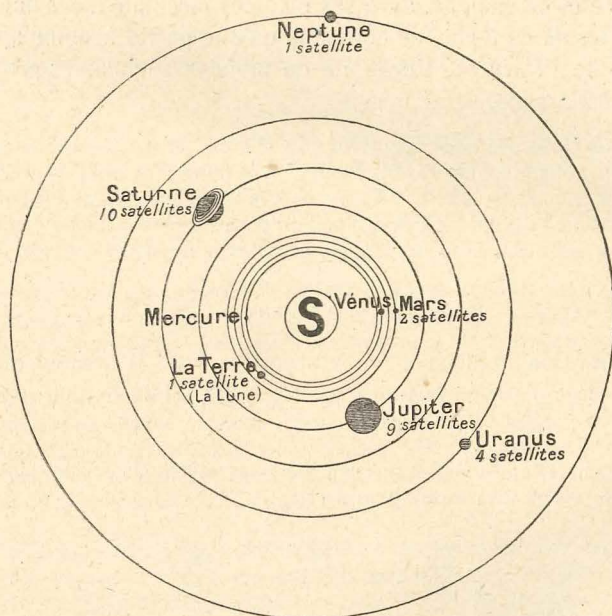 Neptune
1 satellite
Saturne
10 satellites
Mercure
S
Vénus
Mars
2 satellites
La Terre
1 satellite
(La Lune)
Jupiter
9 satellites
Uranus
4 satellites